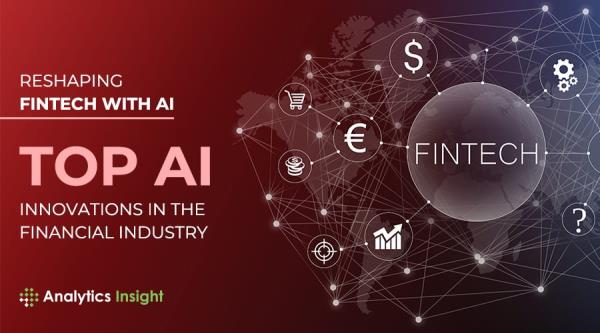 RESHAPING
FINTECH WITH AI
TOP AI
INNOVATIONS IN THE
FINANCIAL INDUSTRY
Analytics Insight
$
€
FINTECH
?